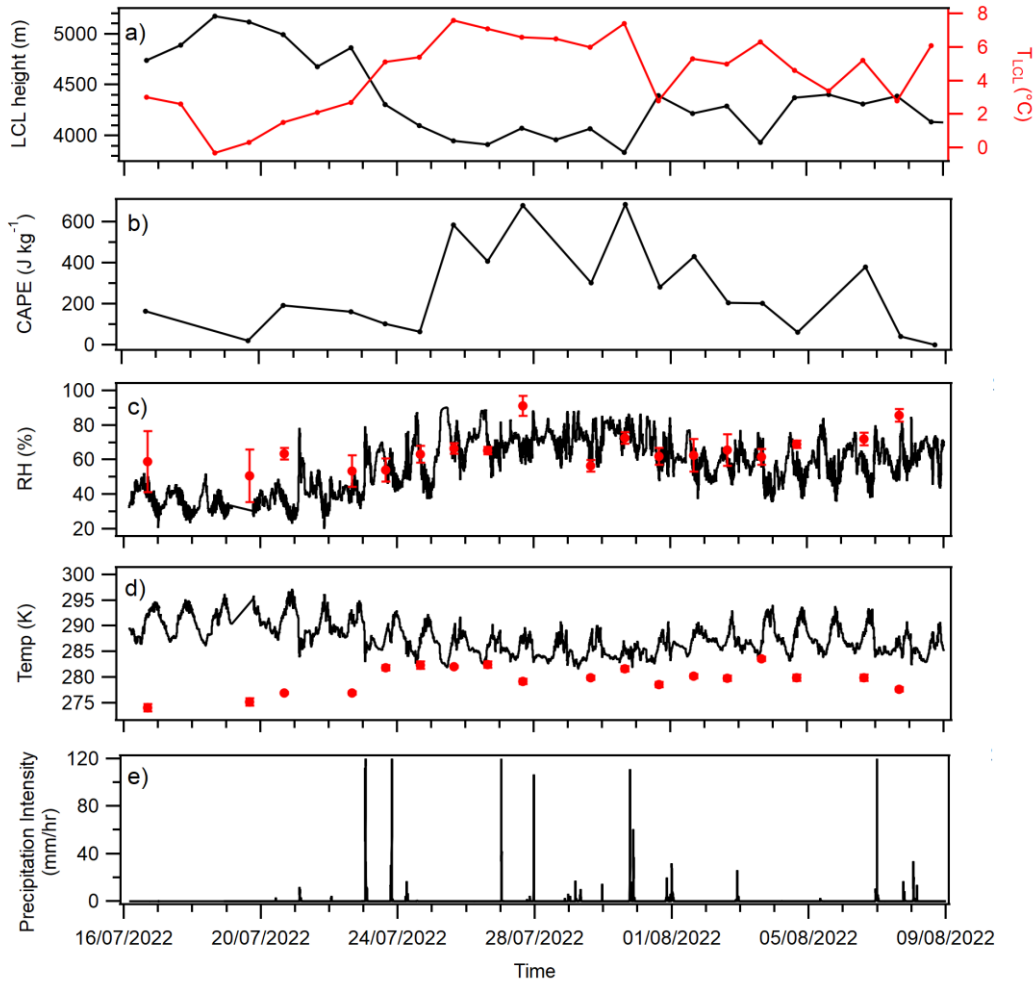 a)
LCL height (m)
5000
4500
4000
8
6
4
2
0
T_LCL (°C)
b)
CAPE (J kg⁻¹)
600
400
200
0
c)
RH (%)
100
80
60
40
20
d)
Temp (K)
300
295
290
285
280
275
e)
Precipitation Intensity
(mm/hr)
120
80
40
0
16/07/2022 20/07/2022 24/07/2022 28/07/2022 01/08/2022 05/08/2022 09/08/2022
Time